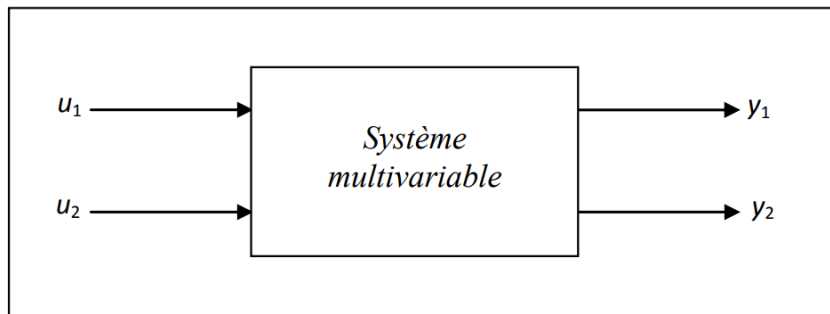 u₁
y₁
Système
multivariable
u₂
y₂